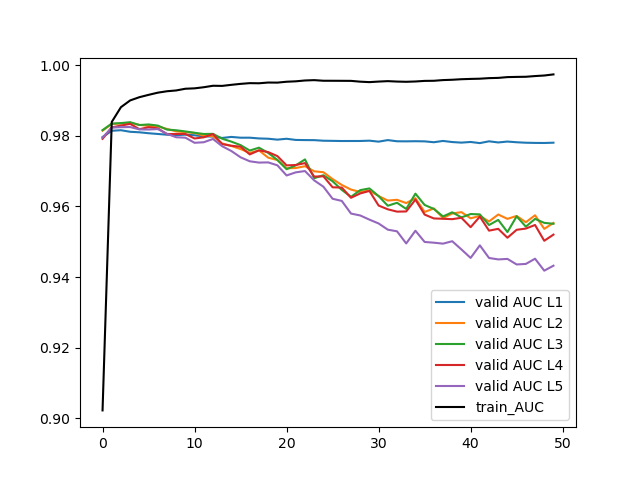 1.00
0.98
0.96
0.94
0.92
0.90
0 10 20 30 40 50
valid AUC L1
valid AUC L2
valid AUC L3
valid AUC L4
valid AUC L5
train_AUC